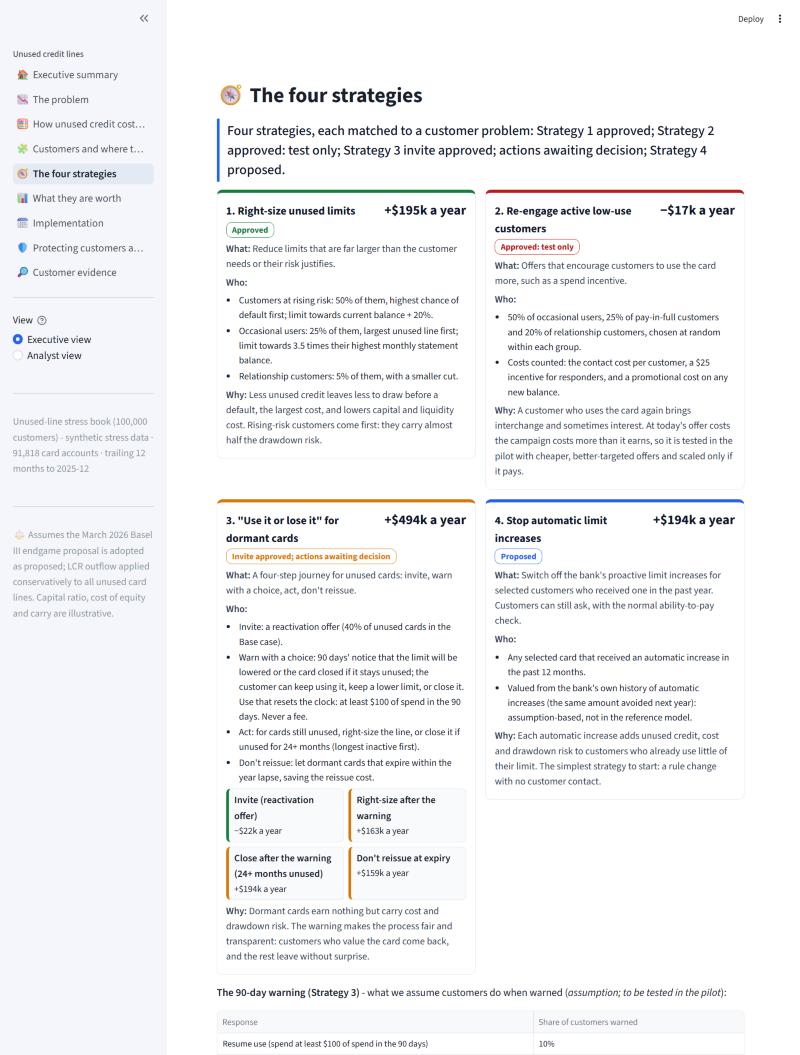 Deploy
Unused credit lines
Executive summary
The problem
How unused credit cost…
Customers and where t…
The four strategies
What they are worth
Implementation
Protecting customers a…
Customer evidence
View
Executive view
Analyst view
Unused-line stress book (100,000
customers) - synthetic stress data ·
91,818 card accounts · trailing 12
months to 2025-12
Assumes the March 2026 Basel
III endgame proposal is adopted
as proposed; LCR outflow applied
conservatively to all unused card
lines. Capital ratio, cost of equity
and carry are illustrative.
The four strategies
Four strategies, each matched to a customer problem: Strategy 1 approved; Strategy 2
approved: test only; Strategy 3 invite approved; actions awaiting decision; Strategy 4
proposed.
1. Right-size unused limits +$195k a year
Approved
What: Reduce limits that are far larger than the customer
needs or their risk justifies.
Who:
• Customers at rising risk: 50% of them, highest chance of
default first; limit towards current balance + 20%.
• Occasional users: 25% of them, largest unused line first;
limit towards 3.5 times their highest monthly statement
balance.
• Relationship customers: 5% of them, with a smaller cut.
Why: Less unused credit leaves less to draw before a
default, the largest cost, and lowers capital and liquidity
cost. Rising-risk customers come first: they carry almost
half the drawdown risk.
2. Re-engage active low-use −$17k a year
customers
Approved: test only
What: Offers that encourage customers to use the card
more, such as a spend incentive.
Who:
• 50% of occasional users, 25% of pay-in-full customers
and 20% of relationship customers, chosen at random
within each group.
• Costs counted: the contact cost per customer, a $25
incentive for responders, and a promotional cost on any
new balance.
Why: A customer who uses the card again brings
interchange and sometimes interest. At today's offer costs
the campaign costs more than it earns, so it is tested in the
pilot with cheaper, better-targeted offers and scaled only if
it pays.
3. "Use it or lose it" for +$494k a year
dormant cards
Invite approved; actions awaiting decision
What: A four-step journey for unused cards: invite, warn
with a choice, act, don't reissue.
Who:
• Invite: a reactivation offer (40% of unused cards in the
Base case).
• Warn with a choice: 90 days' notice that the limit will be
lowered or the card closed if it stays unused; the
customer can keep using it, keep a lower limit, or close it.
Use that resets the clock: at least $100 of spend in the 90
days. Never a fee.
• Act: for cards still unused, right-size the line, or close it if
unused for 24+ months (longest inactive first).
• Don't reissue: let dormant cards that expire within the
year lapse, saving the reissue cost.
Invite (reactivation
offer)
−$22k a year
Right-size after the
warning
+$163k a year
Close after the warning
(24+ months unused)
+$194k a year
Don't reissue at expiry
+$159k a year
Why: Dormant cards earn nothing but carry cost and
drawdown risk. The warning makes the process fair and
transparent: customers who value the card come back,
and the rest leave without surprise.
4. Stop automatic limit +$194k a year
increases
Proposed
What: Switch off the bank's proactive limit increases for
selected customers who received one in the past year.
Customers can still ask, with the normal ability-to-pay
check.
Who:
• Any selected card that received an automatic increase in
the past 12 months.
• Valued from the bank's own history of automatic
increases (the same amount avoided next year):
assumption-based, not in the reference model.
Why: Each automatic increase adds unused credit, cost
and drawdown risk to customers who already use little of
their limit. The simplest strategy to start: a rule change
with no customer contact.
The 90-day warning (Strategy 3) - what we assume customers do when warned (assumption; to be tested in the pilot):
Response Share of customers warned
Resume use (spend at least $100 of spend in the 90 days) 10%